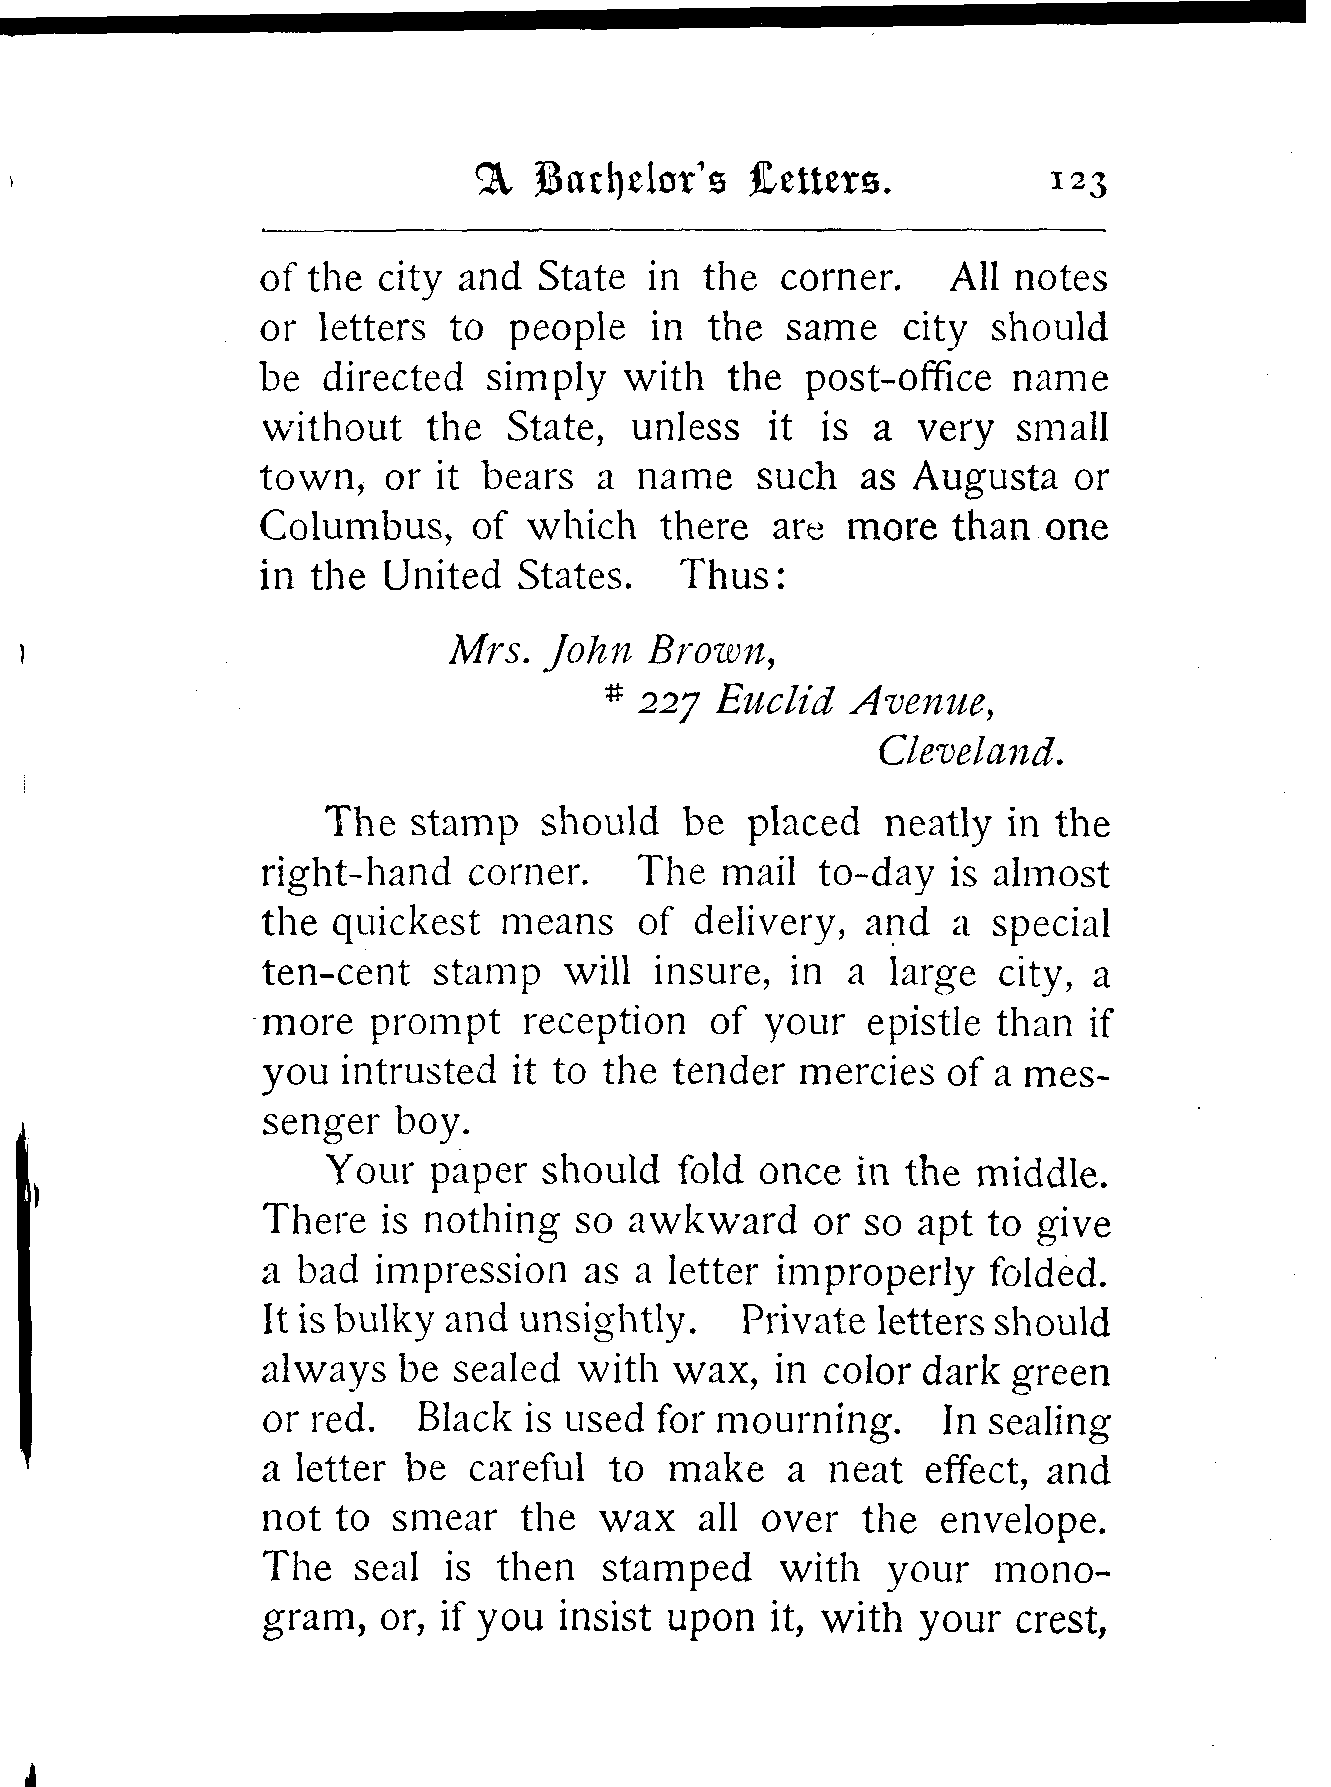 A Bachelor's Letters. 123
of the city and State in the corner. All notes
or letters to people in the same city should
be directed simply with the post-office name
without the State, unless it is a very small
town, or it bears a name such as Augusta or
Columbus, of which there are more than one
in the United States. Thus:
Mrs. John Brown,
# 227 Euclid Avenue,
Cleveland.
The stamp should be placed neatly in the
right-hand corner. The mail to-day is almost
the quickest means of delivery, and a special
ten-cent stamp will insure, in a large city, a
more prompt reception of your epistle than if
you intrusted it to the tender mercies of a mes-
senger boy.
Your paper should fold once in the middle.
There is nothing so awkward or so apt to give
a bad impression as a letter improperly folded.
It is bulky and unsightly. Private letters should
always be sealed with wax, in color dark green
or red. Black is used for mourning. In sealing
a letter be careful to make a neat effect, and
not to smear the wax all over the envelope.
The seal is then stamped with your mono-
gram, or, if you insist upon it, with your crest,